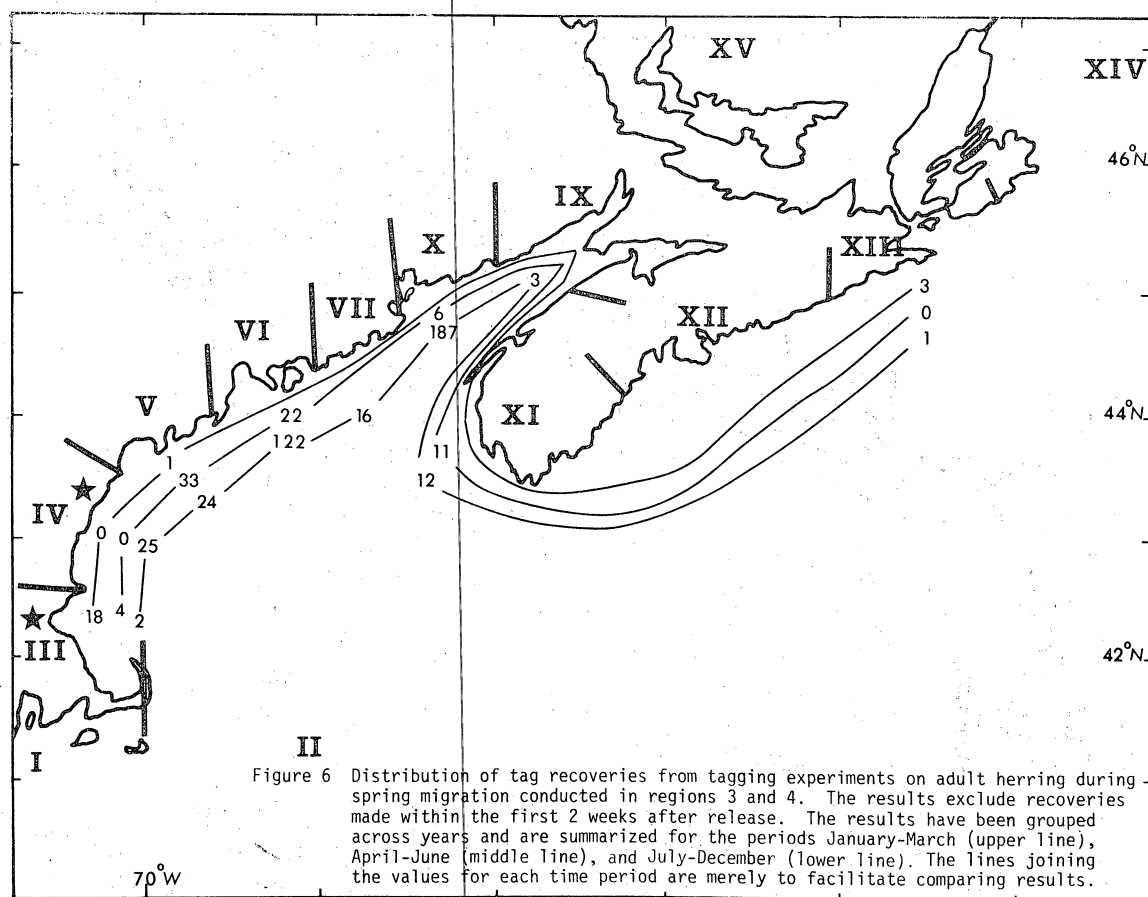 XV
XIV
46°N
IX
X
XIII
3
3
VII
0
6
XII
187
1
VI
22
16
44°N
V
122
XI
11
1
33
12
24
IV
0
0
25
18
4
2
III
42°N
II
I
Figure 6 Distribution of tag recoveries from tagging experiments on adult herring during
spring migration conducted in regions 3 and 4. The results exclude recoveries
made within the first 2 weeks after release. The results have been grouped
across years and are summarized for the periods January-March (upper line),
April-June (middle line), and July-December (lower line). The lines joining
the values for each time period are merely to facilitate comparing results.
70°W